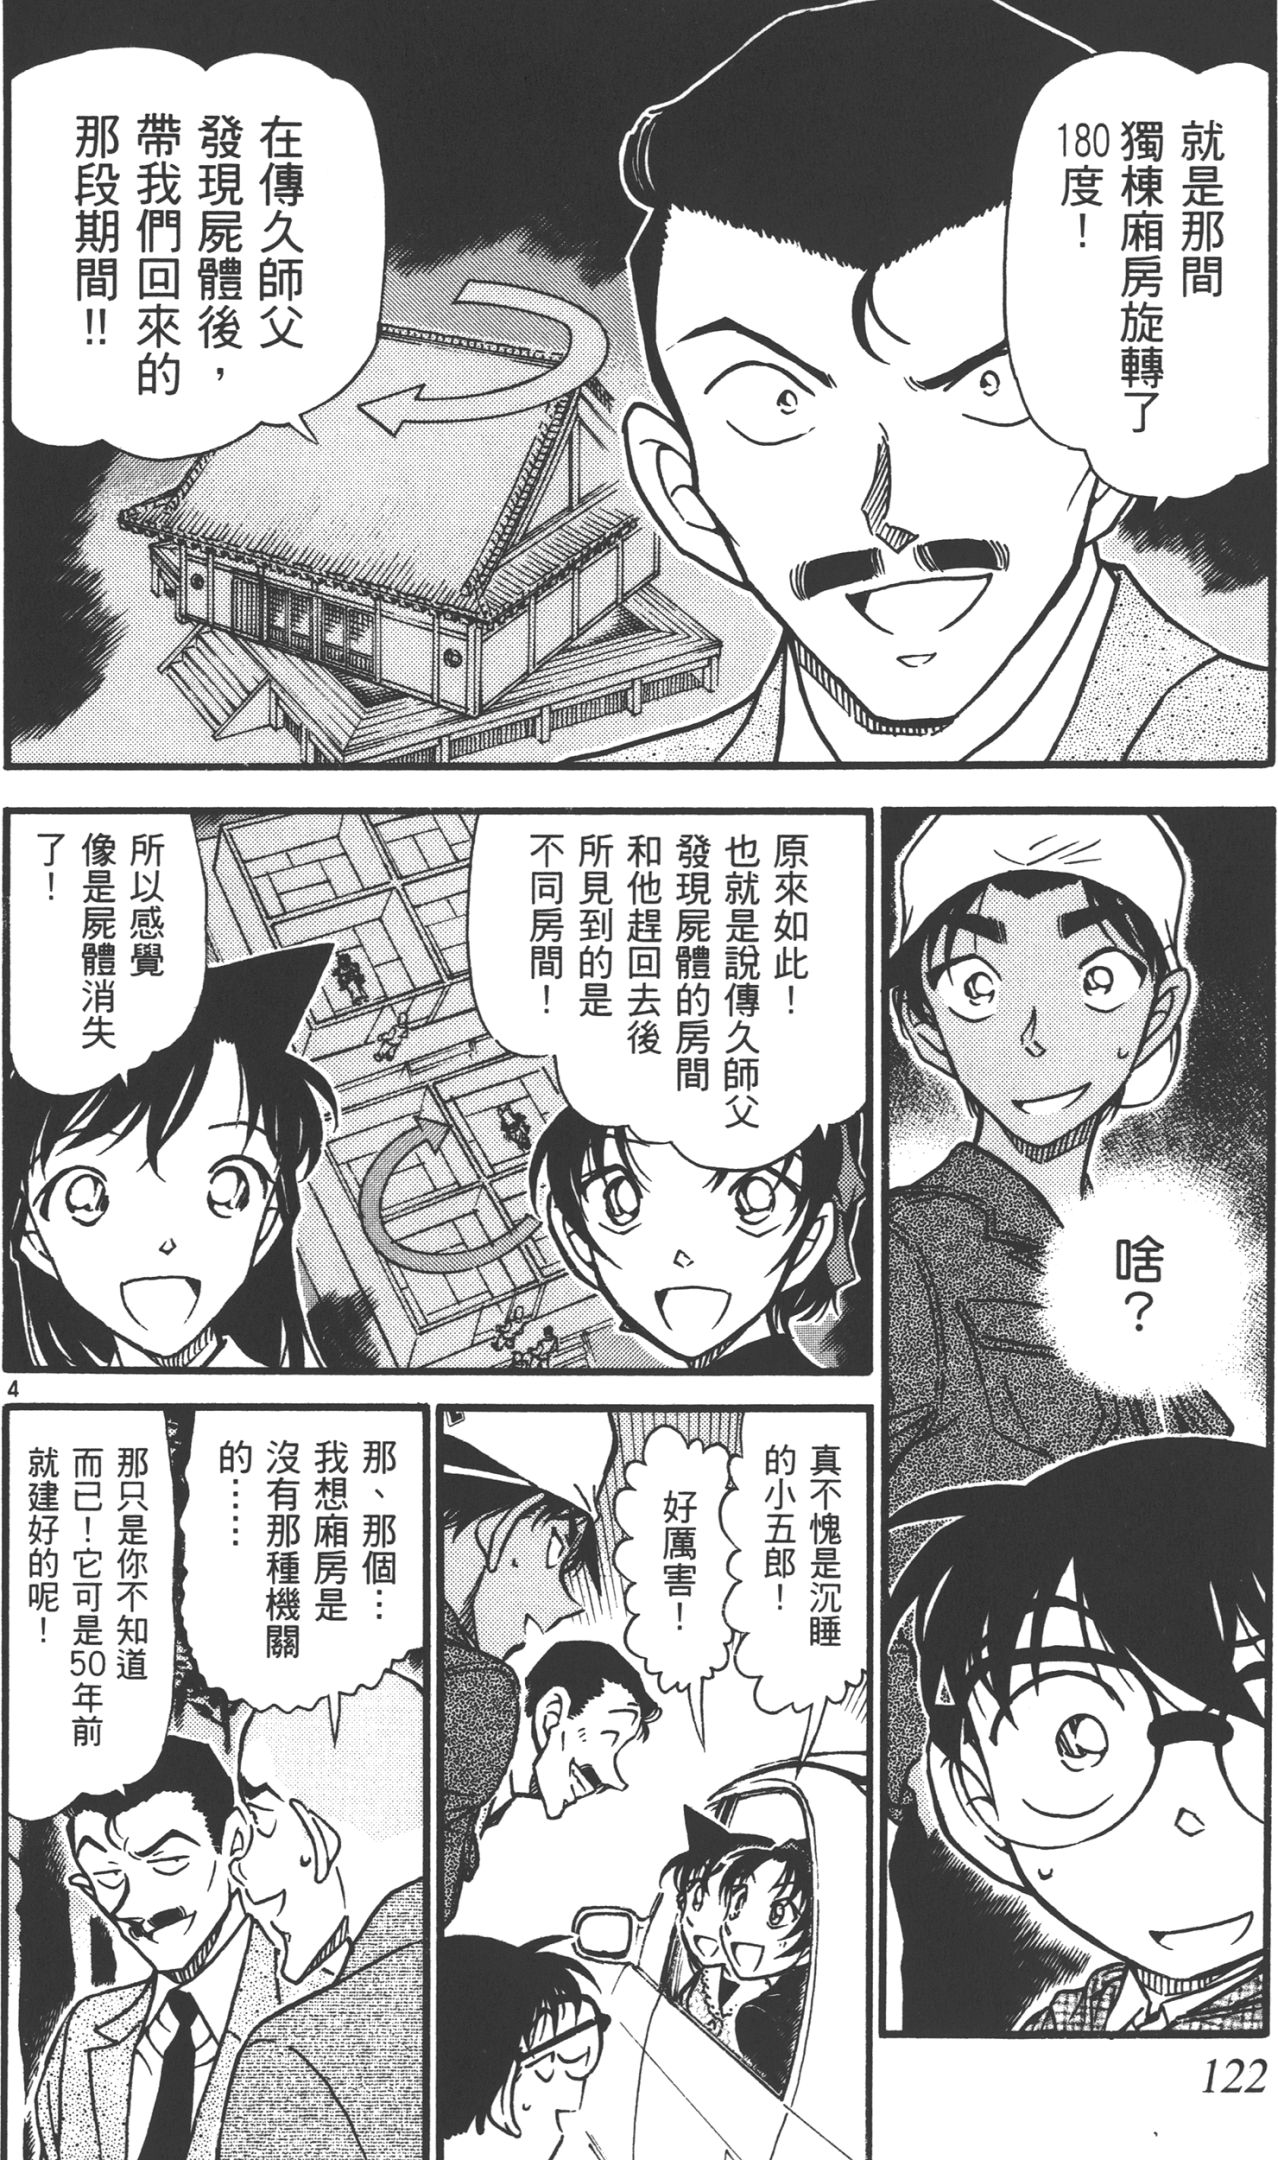 就是那間
獨棟廂房旋轉了
180度！
在傳久師父
發現屍體後，
帶我們回來的
那段期間!!
啥？
原來如此！
也就是說傳久師父
發現屍體的房間
和他趕回去後
所見到的是
不同房間！
所以感覺
像是屍體消失
了！
真不愧是沉睡
的小五郎！
好厲害！
那、那個…
我想廂房是
沒有那種機關
的……
那只是你不知道
而已！它可是50年前
就建好的呢！
4
122